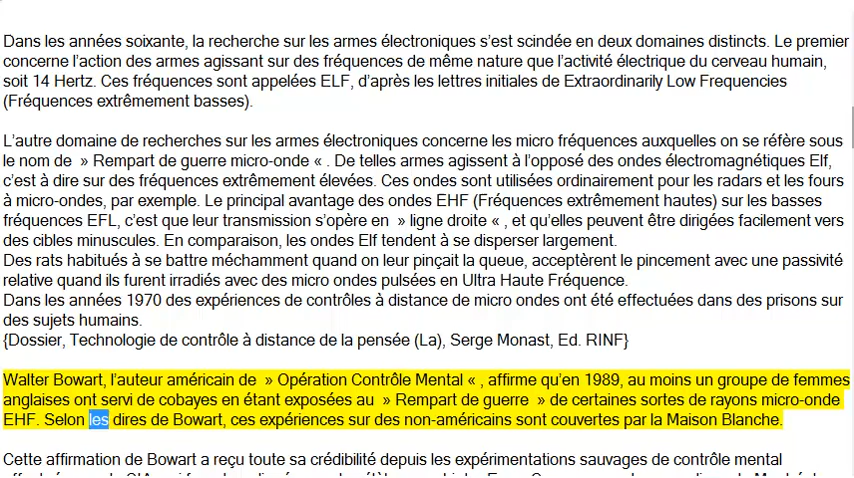 Dans les années soixante, la recherche sur les armes électroniques s'est scindée en deux domaines distincts. Le premier
concerne l'action des armes agissant sur des fréquences de même nature que l'activité électrique du cerveau humain,
soit 14 Hertz. Ces fréquences sont appelées ELF, d'après les lettres initiales de Extraordinarily Low Frequencies
(Fréquences extrêmement basses).
L'autre domaine de recherches sur les armes électroniques concerne les micro fréquences auxquelles on se réfère sous
le nom de » Rempart de guerre micro-onde « . De telles armes agissent à l'opposé des ondes électromagnétiques Elf,
c'est à dire sur des fréquences extrêmement élevées. Ces ondes sont utilisées ordinairement pour les radars et les fours
à micro-ondes, par exemple. Le principal avantage des ondes EHF (Fréquences extrêmement hautes) sur les basses
fréquences EFL, c'est que leur transmission s'opère en » ligne droite « , et qu'elles peuvent être dirigées facilement vers
des cibles minuscules. En comparaison, les ondes Elf tendent à se disperser largement.
Des rats habitués à se battre méchamment quand on leur pinçait la queue, acceptèrent le pincement avec une passivité
relative quand ils furent irradiés avec des micro ondes pulsées en Ultra Haute Fréquence.
Dans les années 1970 des expériences de contrôles à distance de micro ondes ont été effectuées dans des prisons sur
des sujets humains.
{Dossier, Technologie de contrôle à distance de la pensée (La), Serge Monast, Ed. RINF}
Walter Bowart, l'auteur américain de » Opération Contrôle Mental « , affirme qu'en 1989, au moins un groupe de femmes
anglaises ont servi de cobayes en étant exposées au » Rempart de guerre » de certaines sortes de rayons micro-onde
EHF. Selon les dires de Bowart, ces expériences sur des non-américains sont couvertes par la Maison Blanche.
Cette affirmation de Bowart a reçu toute sa crédibilité depuis les expérimentations sauvages de contrôle mental